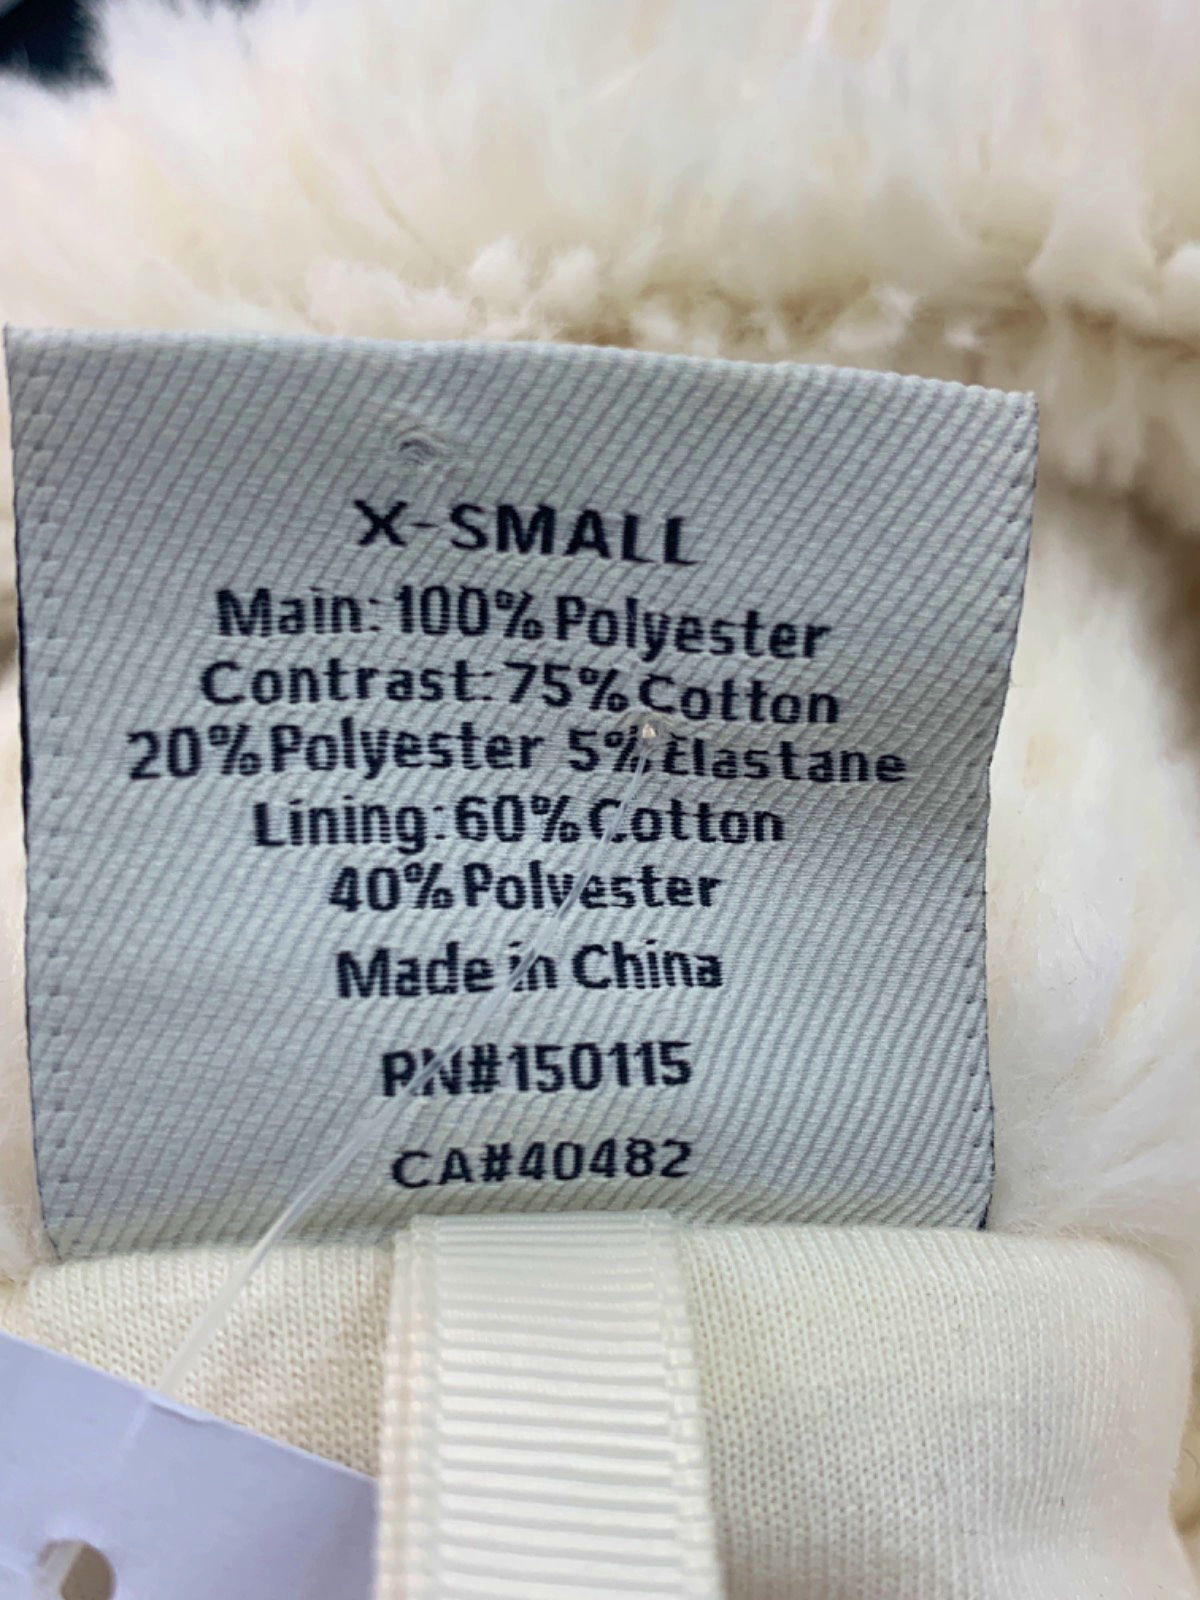 X-SMALL
Main: 100% Polyester
Contrast: 75% Cotton
20% Polyester 5% Elastane
Lining: 60% Cotton
40% Polyester
Made in China
RN#150115
CA#40482